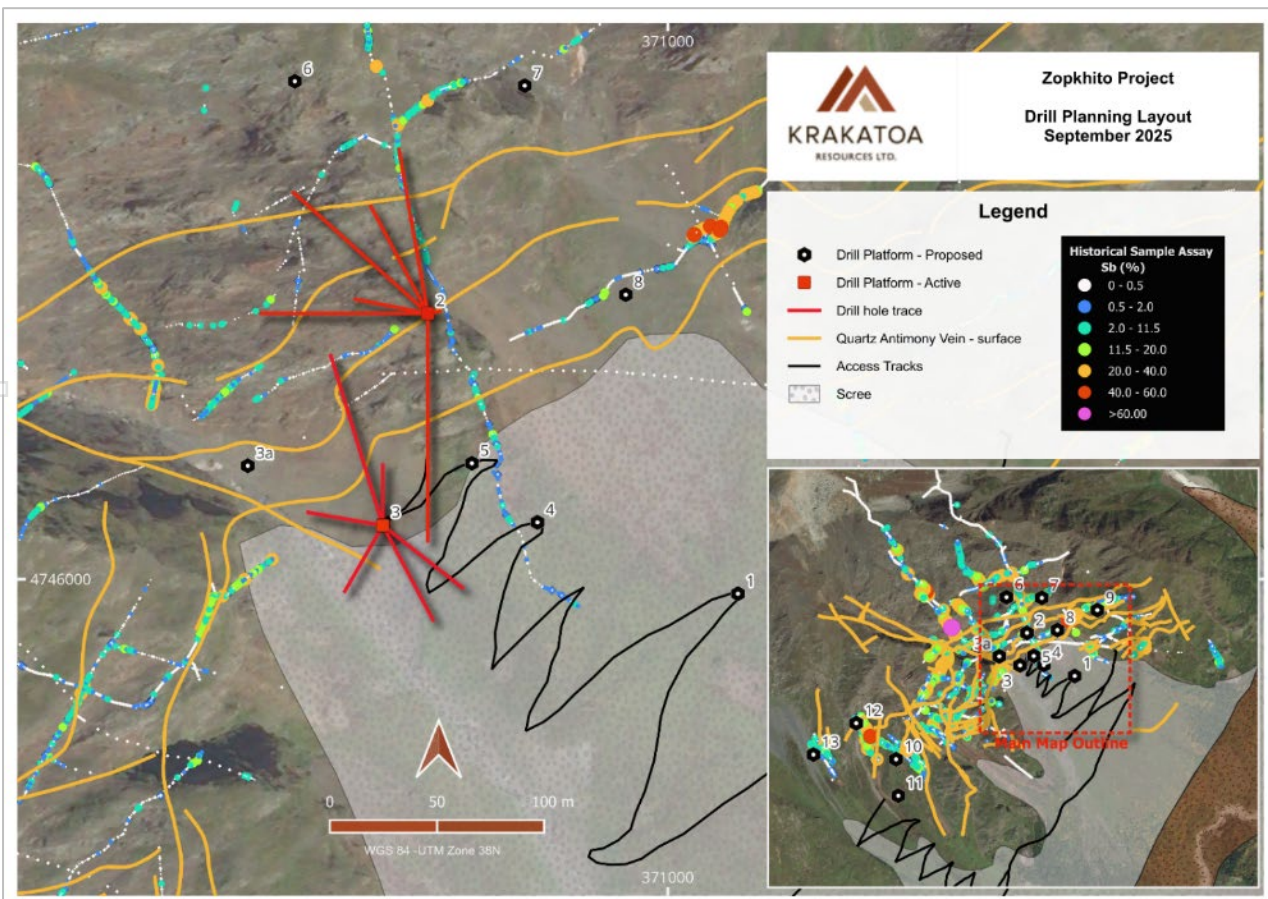 371000
6
7
2
8
3a
5
3
4
1
4746000
0 50 100 m
WGS 84 -UTM Zone 38N
371000
KRAKATOA
RESOURCES LTD.
Zopkhito Project
Drill Planning Layout
September 2025
Legend
Drill Platform - Proposed
Drill Platform - Active
Drill hole trace
Quartz Antimony Vein - surface
Access Tracks
Scree
Historical Sample Assay
Sb (%)
0 - 0.5
0.5 - 2.0
2.0 - 11.5
11.5 - 20.0
20.0 - 40.0
40.0 - 60.0
>60.00
6
7
9
2
8
3a
4
5
1
3
12
13
10
11
Main Map Outline